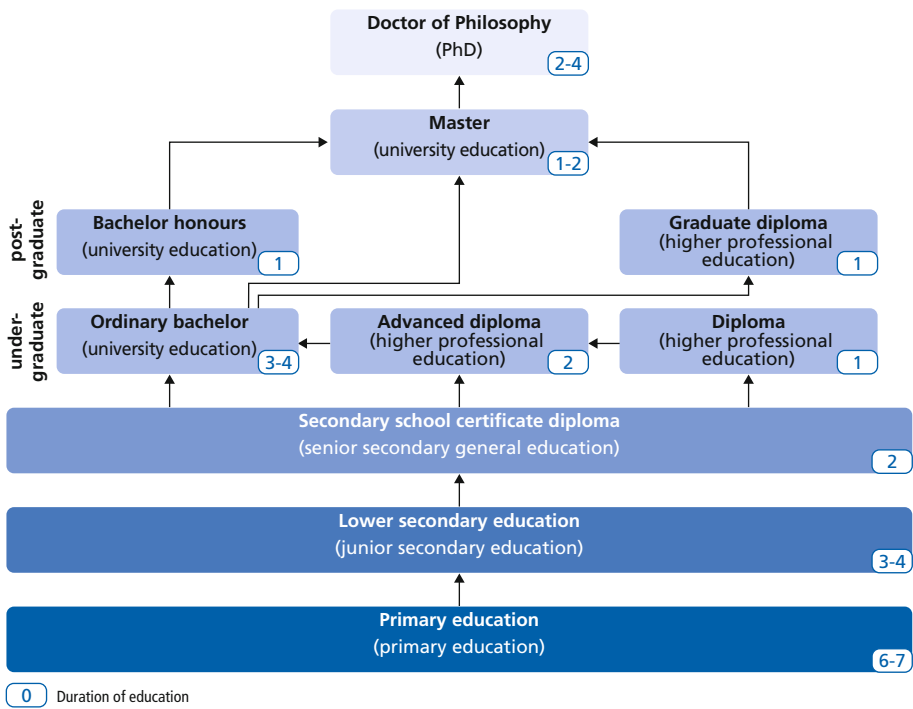 Doctor of Philosophy
(PhD)
2-4
Master
(university education)
1-2
post-
graduate
Bachelor honours
(university education)
1
Graduate diploma
(higher professional
education)
1
under-
graduate
Ordinary bachelor
(university education)
3-4
Advanced diploma
(higher professional
education)
2
Diploma
(higher professional
education)
1
Secondary school certificate diploma
(senior secondary general education)
2
Lower secondary education
(junior secondary education)
3-4
Primary education
(primary education)
6-7
0 Duration of education